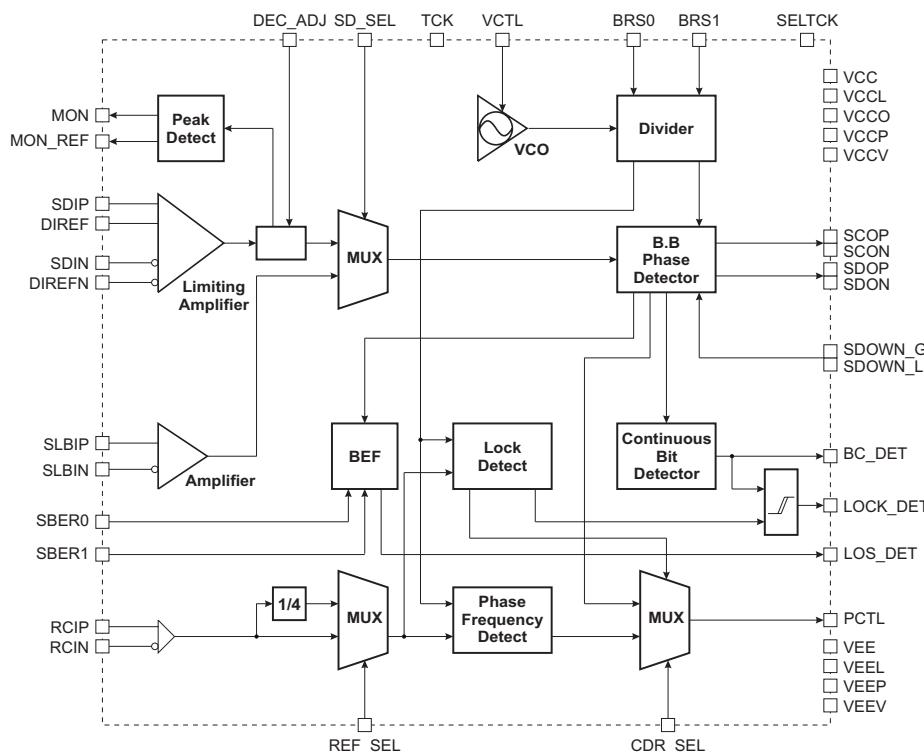 DEC_ADJ SD_SEL TCK VCTL BRS0 BRS1 SELTCK
MON
MON_REF
Peak
Detect
VCO
Divider
VCC
VCCL
VCCO
VCCP
VCCV
SDIP
DIREF
SDIN
DIREFN
Limiting
Amplifier
MUX
B.B
Phase
Detector
SCOP
SCON
SDOP
SDON
SDOWN_G
SDOWN_L
SLBIP
SLBIN
Amplifier
BEF
Lock
Detect
Continuous
Bit
Detector
BC_DET
LOCK_DET
LOS_DET
SBER0
SBER1
RCIP
RCIN
1/4
MUX
Phase
Frequency
Detect
MUX
PCTL
VEE
VEEL
VEEP
VEEV
REF_SEL CDR_SEL